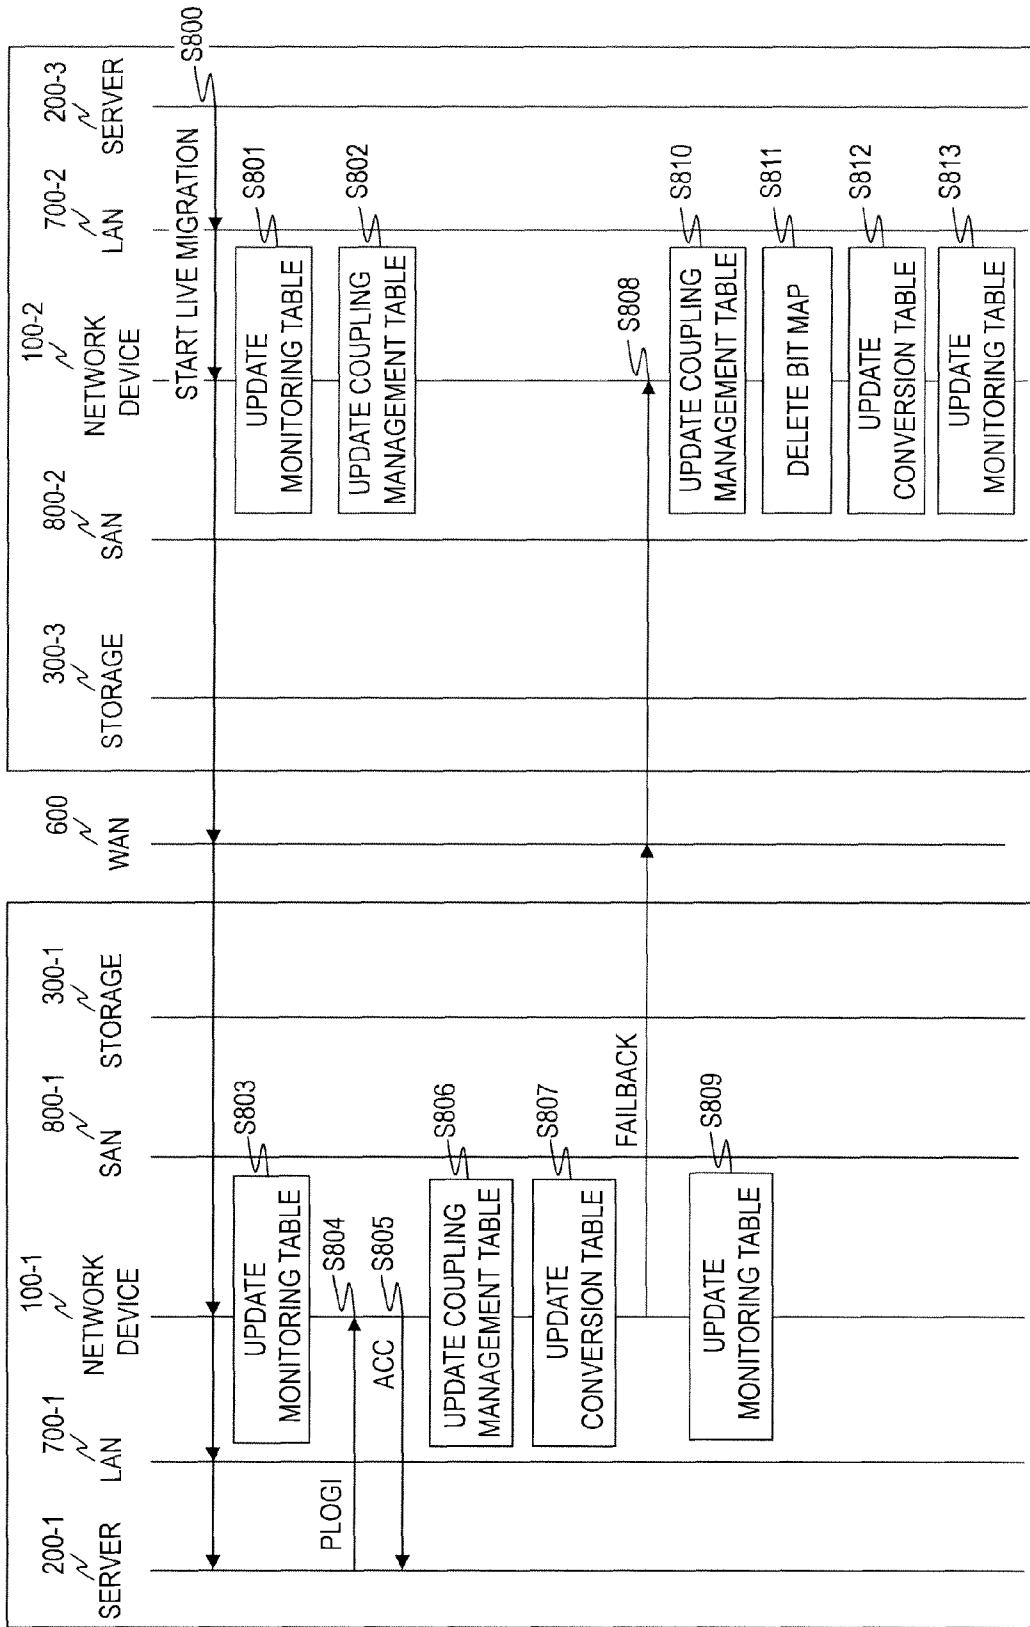 200-1
SERVER
700-1
LAN
100-1
NETWORK
DEVICE
800-1
SAN
300-1
STORAGE
600
WAN
300-3
STORAGE
800-2
SAN
100-2
NETWORK
DEVICE
700-2
LAN
200-3
SERVER
START LIVE MIGRATION
S800
UPDATE
MONITORING TABLE
S803
UPDATE
MONITORING TABLE
S801
PLOGI
S804
UPDATE COUPLING
MANAGEMENT TABLE
S802
ACC
S805
UPDATE COUPLING
MANAGEMENT TABLE
S806
UPDATE
CONVERSION TABLE
S807
FAILBACK
S808
UPDATE
MONITORING TABLE
S809
UPDATE COUPLING
MANAGEMENT TABLE
S810
DELETE BIT MAP
S811
UPDATE
CONVERSION TABLE
S812
UPDATE
MONITORING TABLE
S813